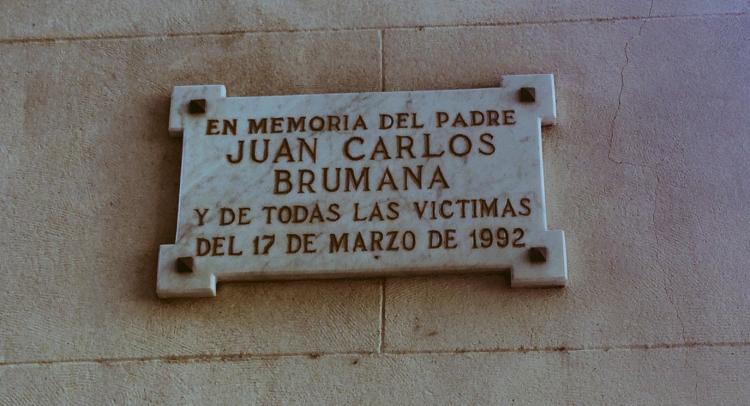 EN MEMORIA DEL PADRE
JUAN CARLOS
BRUMANA
Y DE TODAS LAS VICTIMAS
DEL 17 DE MARZO DE 1992